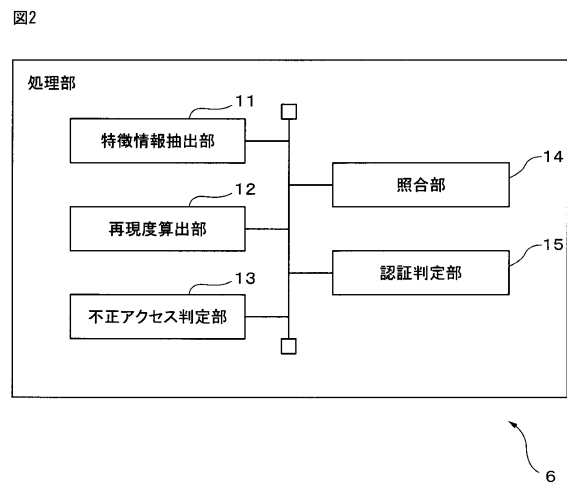 図2
処理部
11
特徴情報抽出部
12
再現度算出部
13
不正アクセス判定部
14
照合部
15
認証判定部
6